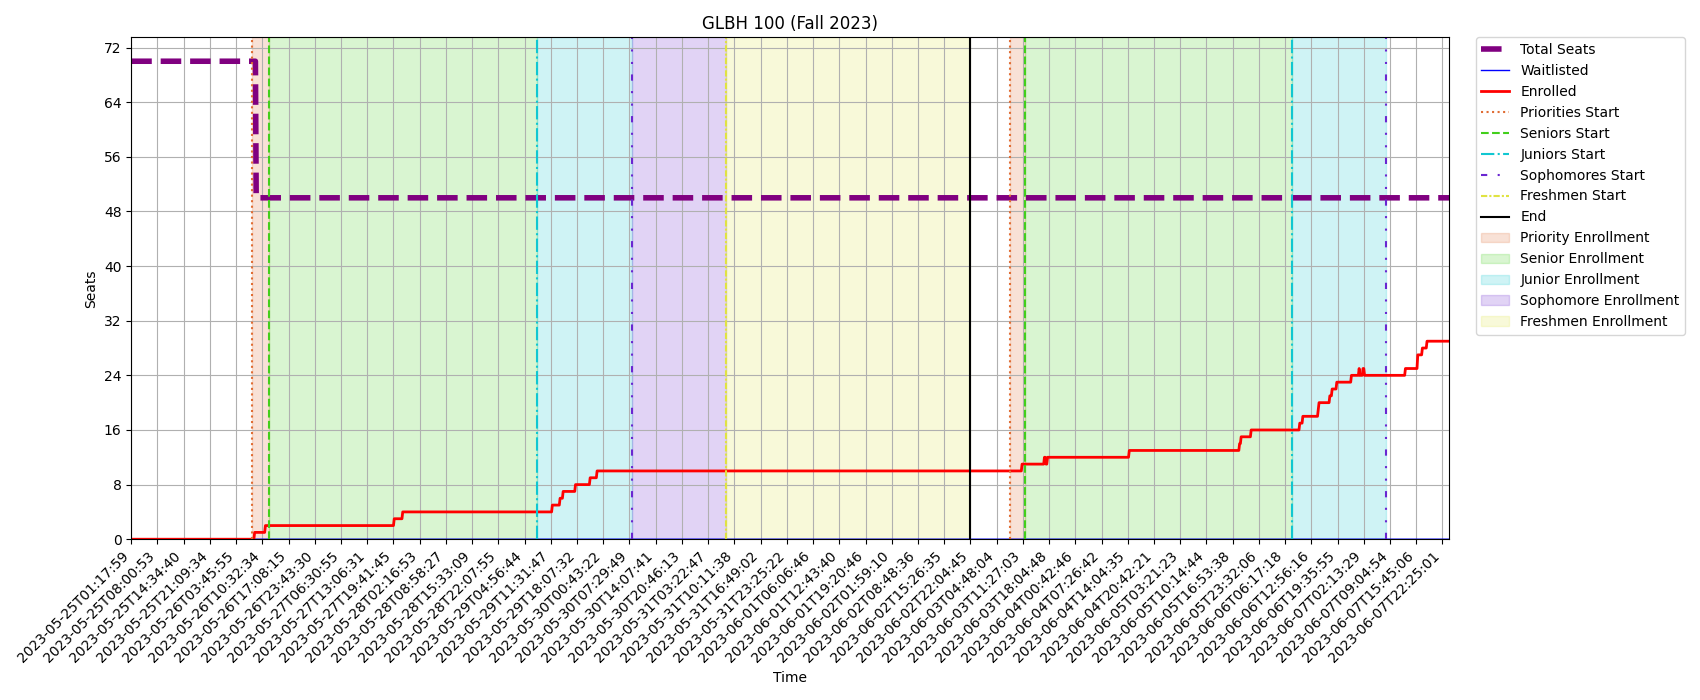 GLBH 100 (Fall 2023)
72
64
56
48
40
32
24
16
8
0
Seats
2023-05-25T01:17:59
2023-05-25T08:00:53
2023-05-25T14:34:40
2023-05-25T21:09:34
2023-05-26T03:45:55
2023-05-26T10:32:34
2023-05-26T17:08:15
2023-05-26T23:43:30
2023-05-27T06:30:55
2023-05-27T13:06:31
2023-05-27T19:41:45
2023-05-28T02:16:53
2023-05-28T08:58:27
2023-05-28T15:33:09
2023-05-28T22:07:55
2023-05-29T04:56:44
2023-05-29T11:31:47
2023-05-29T18:07:32
2023-05-30T00:43:22
2023-05-30T07:29:49
2023-05-30T14:07:41
2023-05-30T20:46:13
2023-05-31T03:22:47
2023-05-31T10:11:38
2023-05-31T16:49:02
2023-05-31T23:25:22
2023-06-01T06:06:46
2023-06-01T12:43:40
2023-06-01T19:20:46
2023-06-02T01:59:10
2023-06-02T08:48:36
2023-06-02T15:26:35
2023-06-02T22:04:45
2023-06-03T04:48:04
2023-06-03T11:27:03
2023-06-03T18:04:48
2023-06-04T00:42:46
2023-06-04T07:26:42
2023-06-04T14:04:35
2023-06-04T20:42:21
2023-06-05T03:21:23
2023-06-05T10:14:44
2023-06-05T16:53:38
2023-06-05T23:32:06
2023-06-06T06:17:18
2023-06-06T12:56:16
2023-06-06T19:35:55
2023-06-07T02:13:29
2023-06-07T09:04:54
2023-06-07T15:45:06
2023-06-07T22:25:01
Time
Total Seats
Waitlisted
Enrolled
Priorities Start
Seniors Start
Juniors Start
Sophomores Start
Freshmen Start
End
Priority Enrollment
Senior Enrollment
Junior Enrollment
Sophomore Enrollment
Freshmen Enrollment